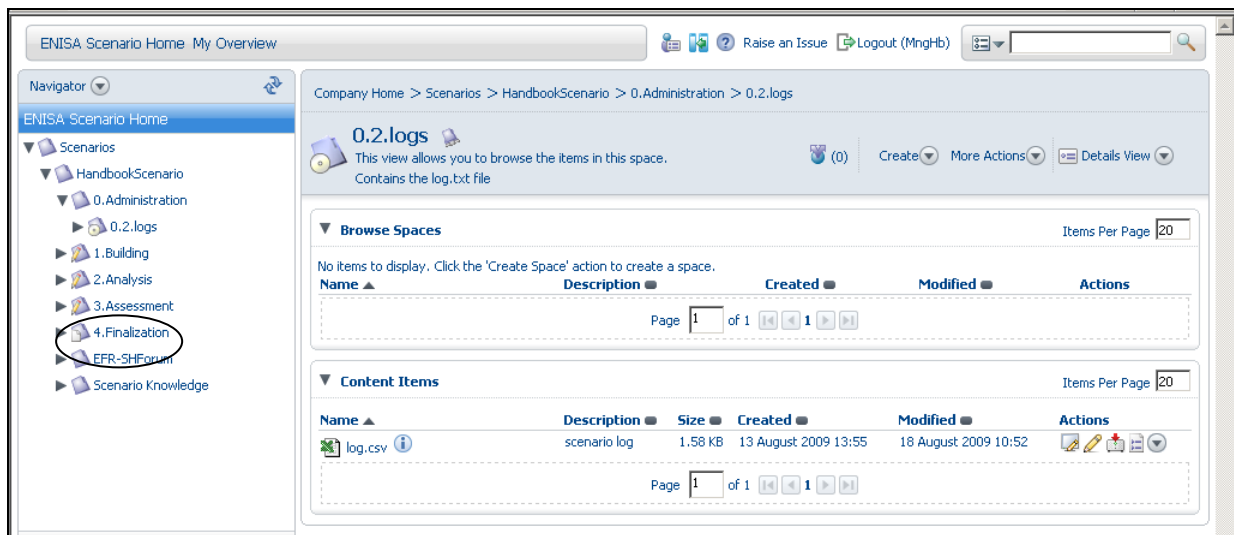 ENISA Scenario Home My Overview
Raise an Issue Logout (MngHb)
Navigator
ENISA Scenario Home
Scenarios
HandbookScenario
0.Administration
0.2.logs
1.Building
2.Analysis
3.Assessment
4.Finalization
EFR-SHForum
Scenario Knowledge
Company Home > Scenarios > HandbookScenario > 0.Administration > 0.2.logs
0.2.logs
This view allows you to browse the items in this space.
Contains the log.txt file
(0) Create More Actions Details View
Browse Spaces Items Per Page 20
No items to display. Click the 'Create Space' action to create a space.
Name Description Created Modified Actions
Page 1 of 1 1
Content Items Items Per Page 20
Name Description Size Created Modified Actions
log.csv scenario log 1.58 KB 13 August 2009 13:55 18 August 2009 10:52
Page 1 of 1 1